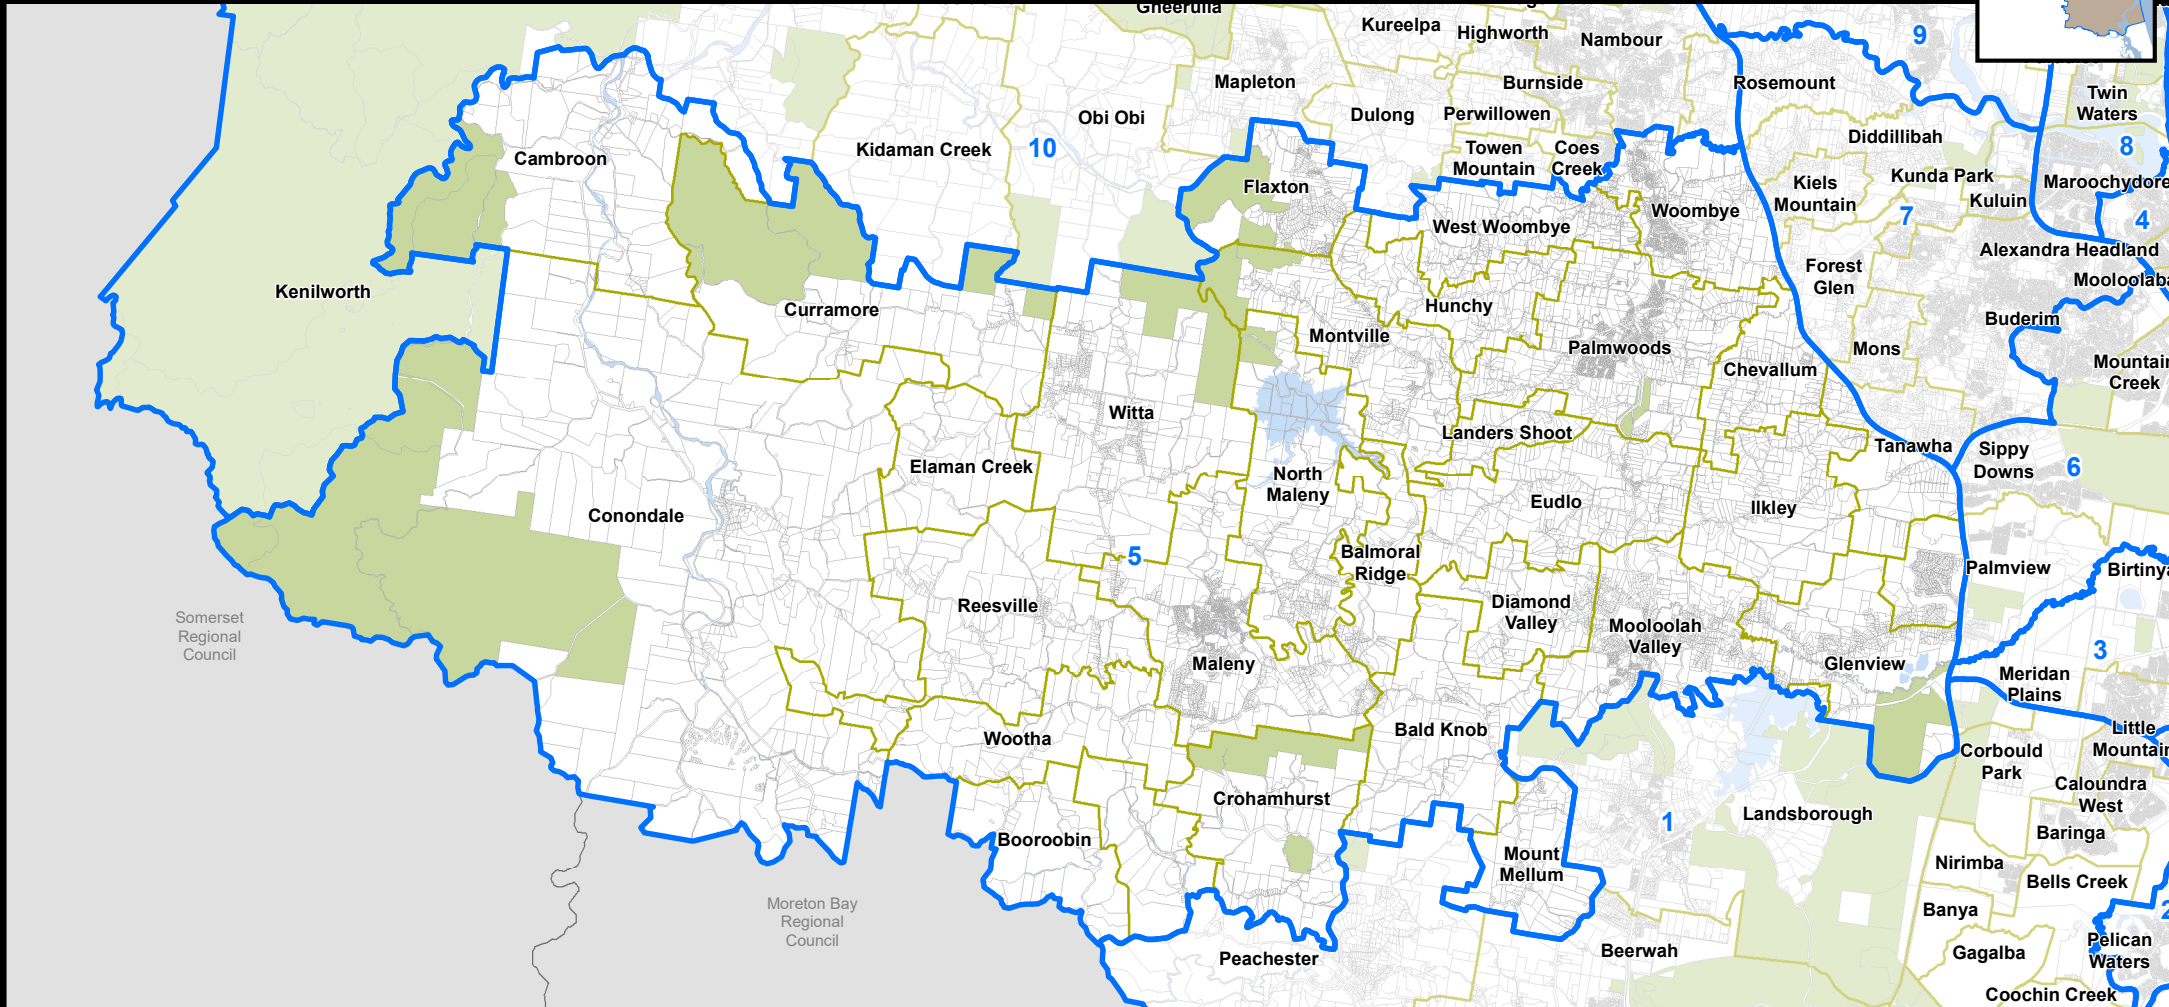 Gheerulla
Kureelpa
Highworth
Nambour
9
Mapleton
Burnside
Rosemount
Twin
Waters
Obi Obi
Dulong
Perwillowen
Diddillibah
8
Kidaman Creek
10
Towen
Mountain
Coes
Creek
Cambroon
Flaxton
Kiels
Mountain
Kunda Park
Maroochydore
Kuluin
West Woombye
Woombye
7
4
Alexandra Headland
Kenilworth
Forest
Glen
Mooloolaba
Curramore
Hunchy
Buderim
Montville
Palmwoods
Mons
Chevallum
Mountain
Creek
Witta
Landers Shoot
Tanawha
Sippy
Downs
6
Elaman Creek
North
Maleny
Eudlo
Ilkley
Conondale
5
Balmoral
Ridge
Palmview
Birtinya
Reesville
Diamond
Valley
Somerset
Regional
Council
Mooloolah
Valley
Maleny
Glenview
3
Meridan
Plains
Wootha
Bald Knob
Little
Mountain
Corbould
Park
Crohamhurst
Caloundra
West
1
Landsborough
Baringa
Booroobin
Mount
Mellum
Nirimba
Bells Creek
Moreton Bay
Regional
Council
Banya
2
Peachester
Beerwah
Gagalba
Pelican
Waters
Coochin Creek